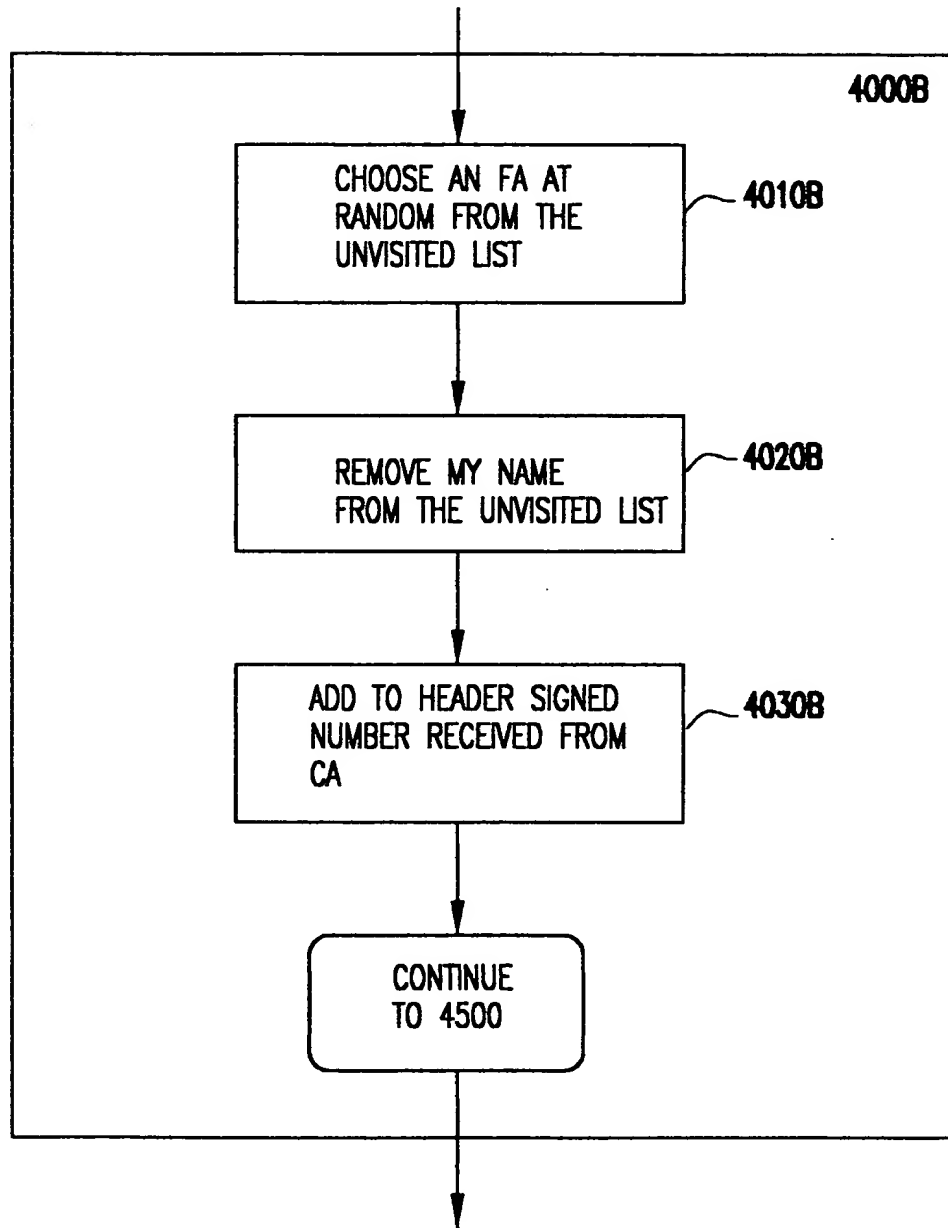 4000B
CHOOSE AN FA AT
RANDOM FROM THE
UNVISITED LIST
4010B
REMOVE MY NAME
FROM THE UNVISITED LIST
4020B
ADD TO HEADER SIGNED
NUMBER RECEIVED FROM
CA
4030B
CONTINUE
TO 4500